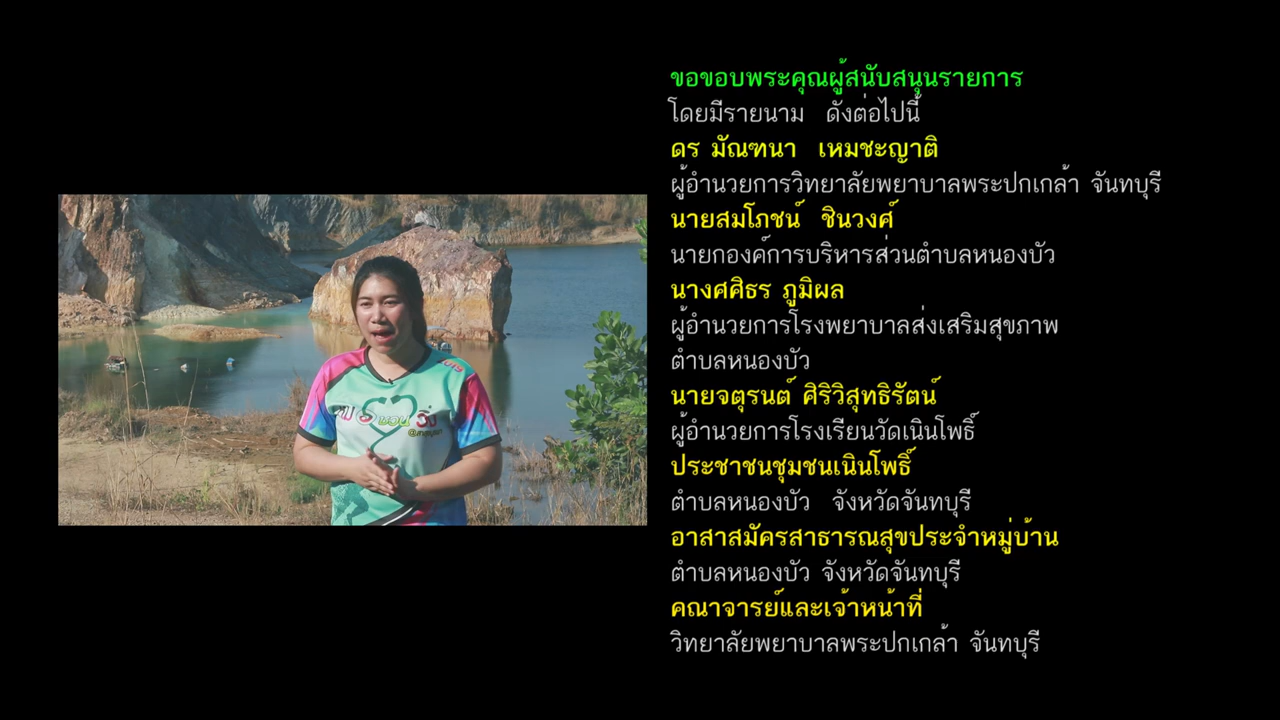 ขอขอบพระคุณผู้สนับสนุนรายการ
โดยมีรายนาม ดังต่อไปนี้
ดร มัณฑนา เหมชะญาติ
ผู้อำนวยการวิทยาลัยพยาบาลพระปกเกล้า จันทบุรี
นายสมโภชน์ ชินวงศ์
นายกองค์การบริหารส่วนตำบลหนองบัว
นางศศิธร ภูมิผล
ผู้อำนวยการโรงพยาบาลส่งเสริมสุขภาพ
ตำบลหนองบัว
นายจตุรนต์ ศิริวิสุทธิรัตน์
ผู้อำนวยการโรงเรียนวัดเนินโพธิ์
ประชาชนชุมชนเนินโพธิ์
ตำบลหนองบัว จังหวัดจันทบุรี
อาสาสมัครสาธารณสุขประจำหมู่บ้าน
ตำบลหนองบัว จังหวัดจันทบุรี
คณาจารย์และเจ้าหน้าที่
วิทยาลัยพยาบาลพระปกเกล้า จันทบุรี